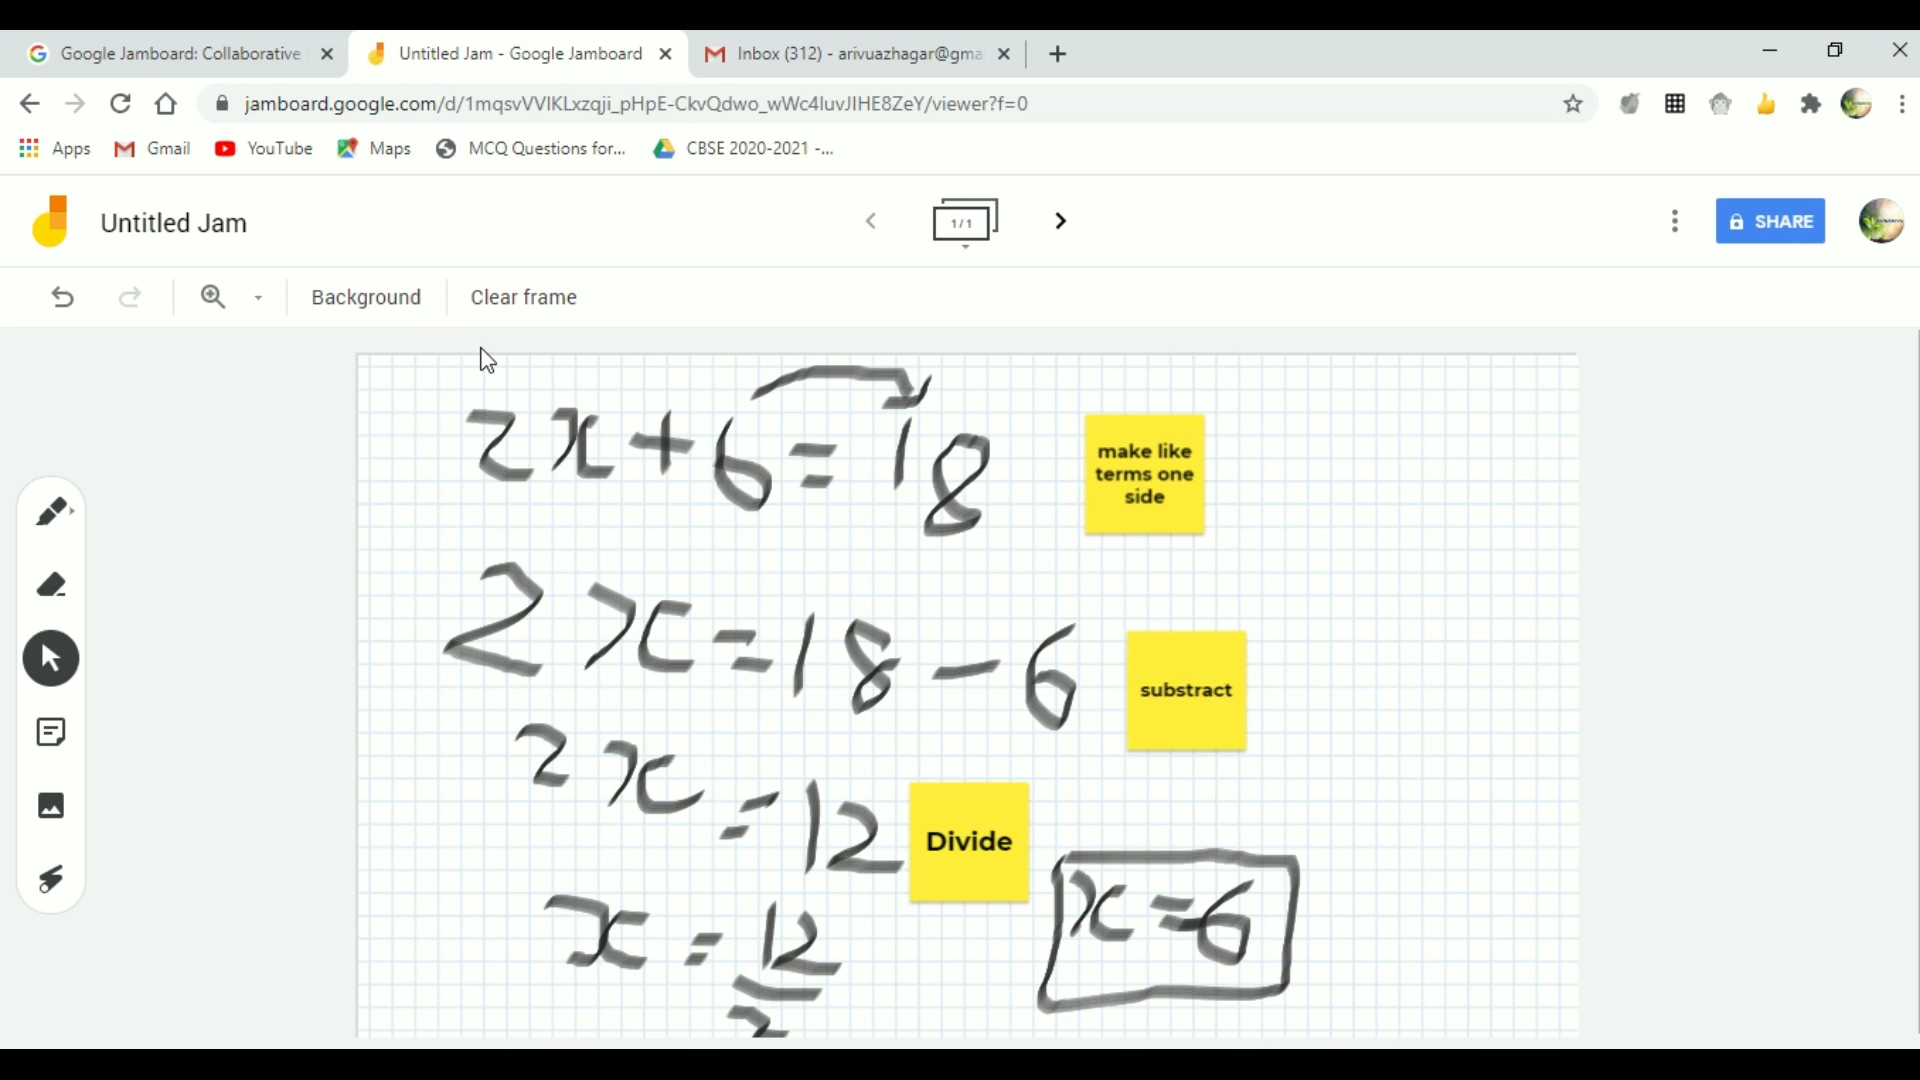 Google Jamboard: Collaborative
Untitled Jam - Google Jamboard
Inbox (312) - arivuazhagar@gma
jamboard.google.com/d/1mqsvVVIKLxzqji_pHpE-CkvQdwo_wWc4IuvJIHE8ZeY/viewer?f=0
Apps
Gmail
YouTube
Maps
MCQ Questions for...
CBSE 2020-2021 -...
Untitled Jam
1/1
SHARE
Background
Clear frame
2x+6=18
make like
terms one
side
2x=18-6
substract
2x=12
Divide
x=12
2
x=6